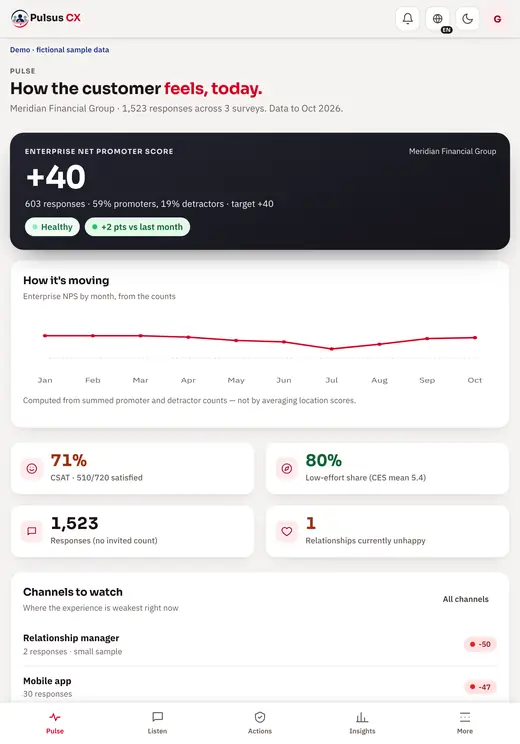 Pulsus CX
EN
G
Demo · fictional sample data
PULSE
How the customer feels, today.
Meridian Financial Group · 1,523 responses across 3 surveys. Data to Oct 2026.
ENTERPRISE NET PROMOTER SCORE
Meridian Financial Group
+40
603 responses · 59% promoters, 19% detractors · target +40
Healthy
+2 pts vs last month
How it's moving
Enterprise NPS by month, from the counts
Jan Feb Mar Apr May Jun Jul Aug Sep Oct
Computed from summed promoter and detractor counts — not by averaging location scores.
71%
CSAT · 510/720 satisfied
80%
Low-effort share (CES mean 5.4)
1,523
Responses (no invited count)
1
Relationships currently unhappy
Channels to watch
Where the experience is weakest right now
All channels
Relationship manager
2 responses · small sample
-50
Mobile app
30 responses
-47
Pulse
Listen
Actions
Insights
More